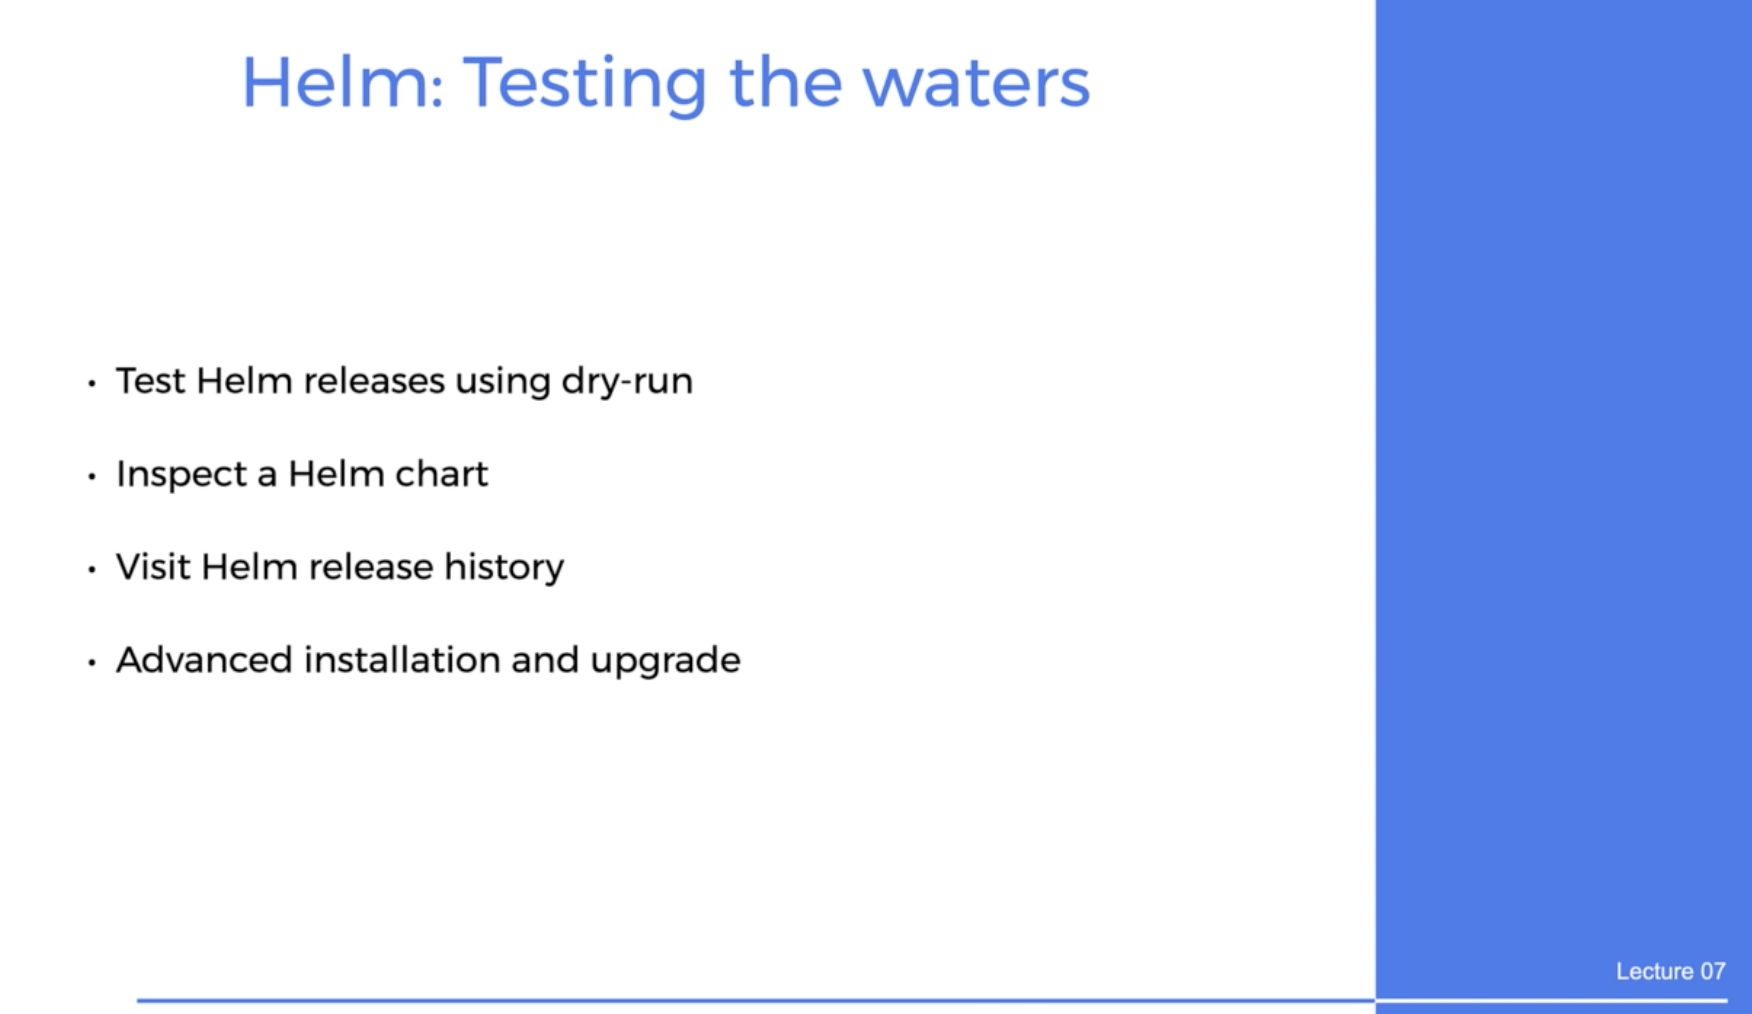 Helm: Testing the waters
• Test Helm releases using dry-run
• Inspect a Helm chart
• Visit Helm release history
• Advanced installation and upgrade
Lecture 07